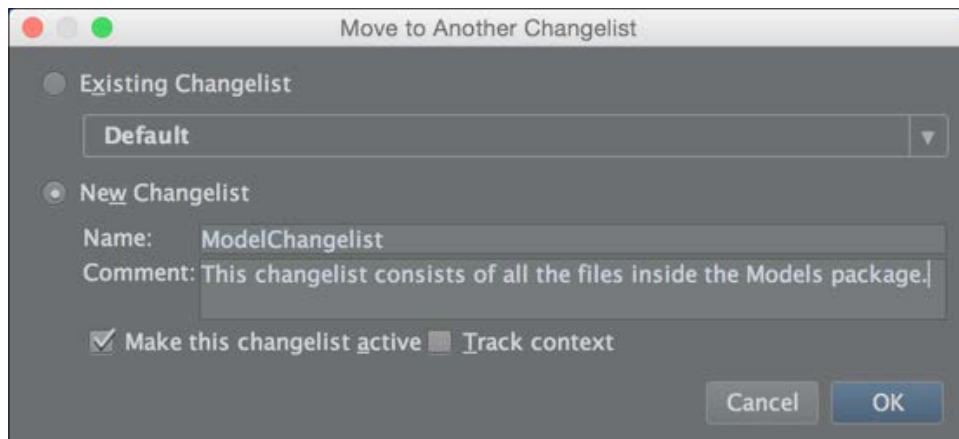 Move to Another Changelist
Existing Changelist
Default
New Changelist
Name: ModelChangelist
Comment: This changelist consists of all the files inside the Models package.
Make this changelist active Track context
Cancel OK